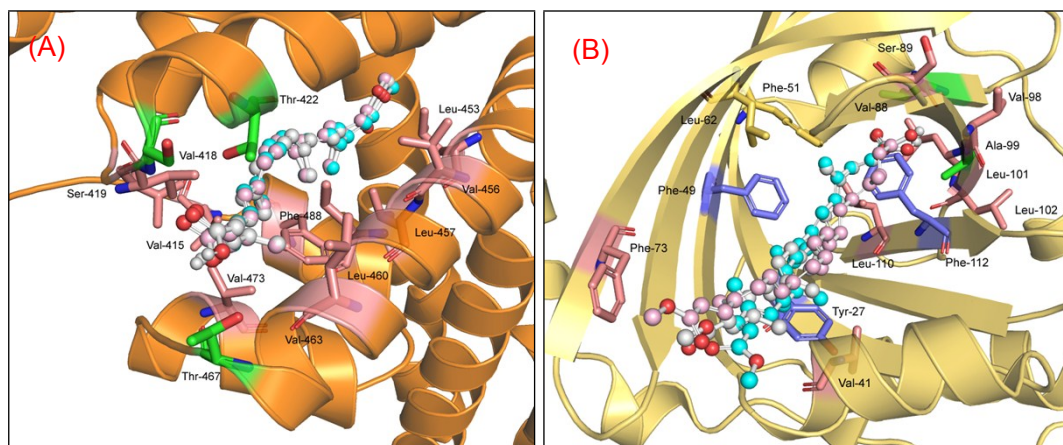 (A)
Thr-422
Leu-453
Val-418
Ser-419
Val-456
Phe-488
Val-415
Leu-457
Leu-460
Val-473
Val-463
Thr-467
(B)
Ser-89
Phe-51
Val-88
Val-98
Leu-62
Ala-99
Leu-101
Phe-49
Leu-102
Phe-73
Leu-110
Phe-112
Tyr-27
Val-41